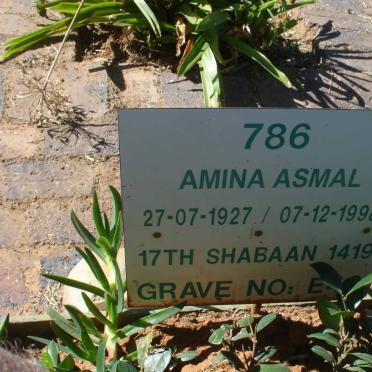 786
AMINA ASMAL
27-07-1927 / 07-12-1998
17TH SHABAAN 1419
GRAVE NO: